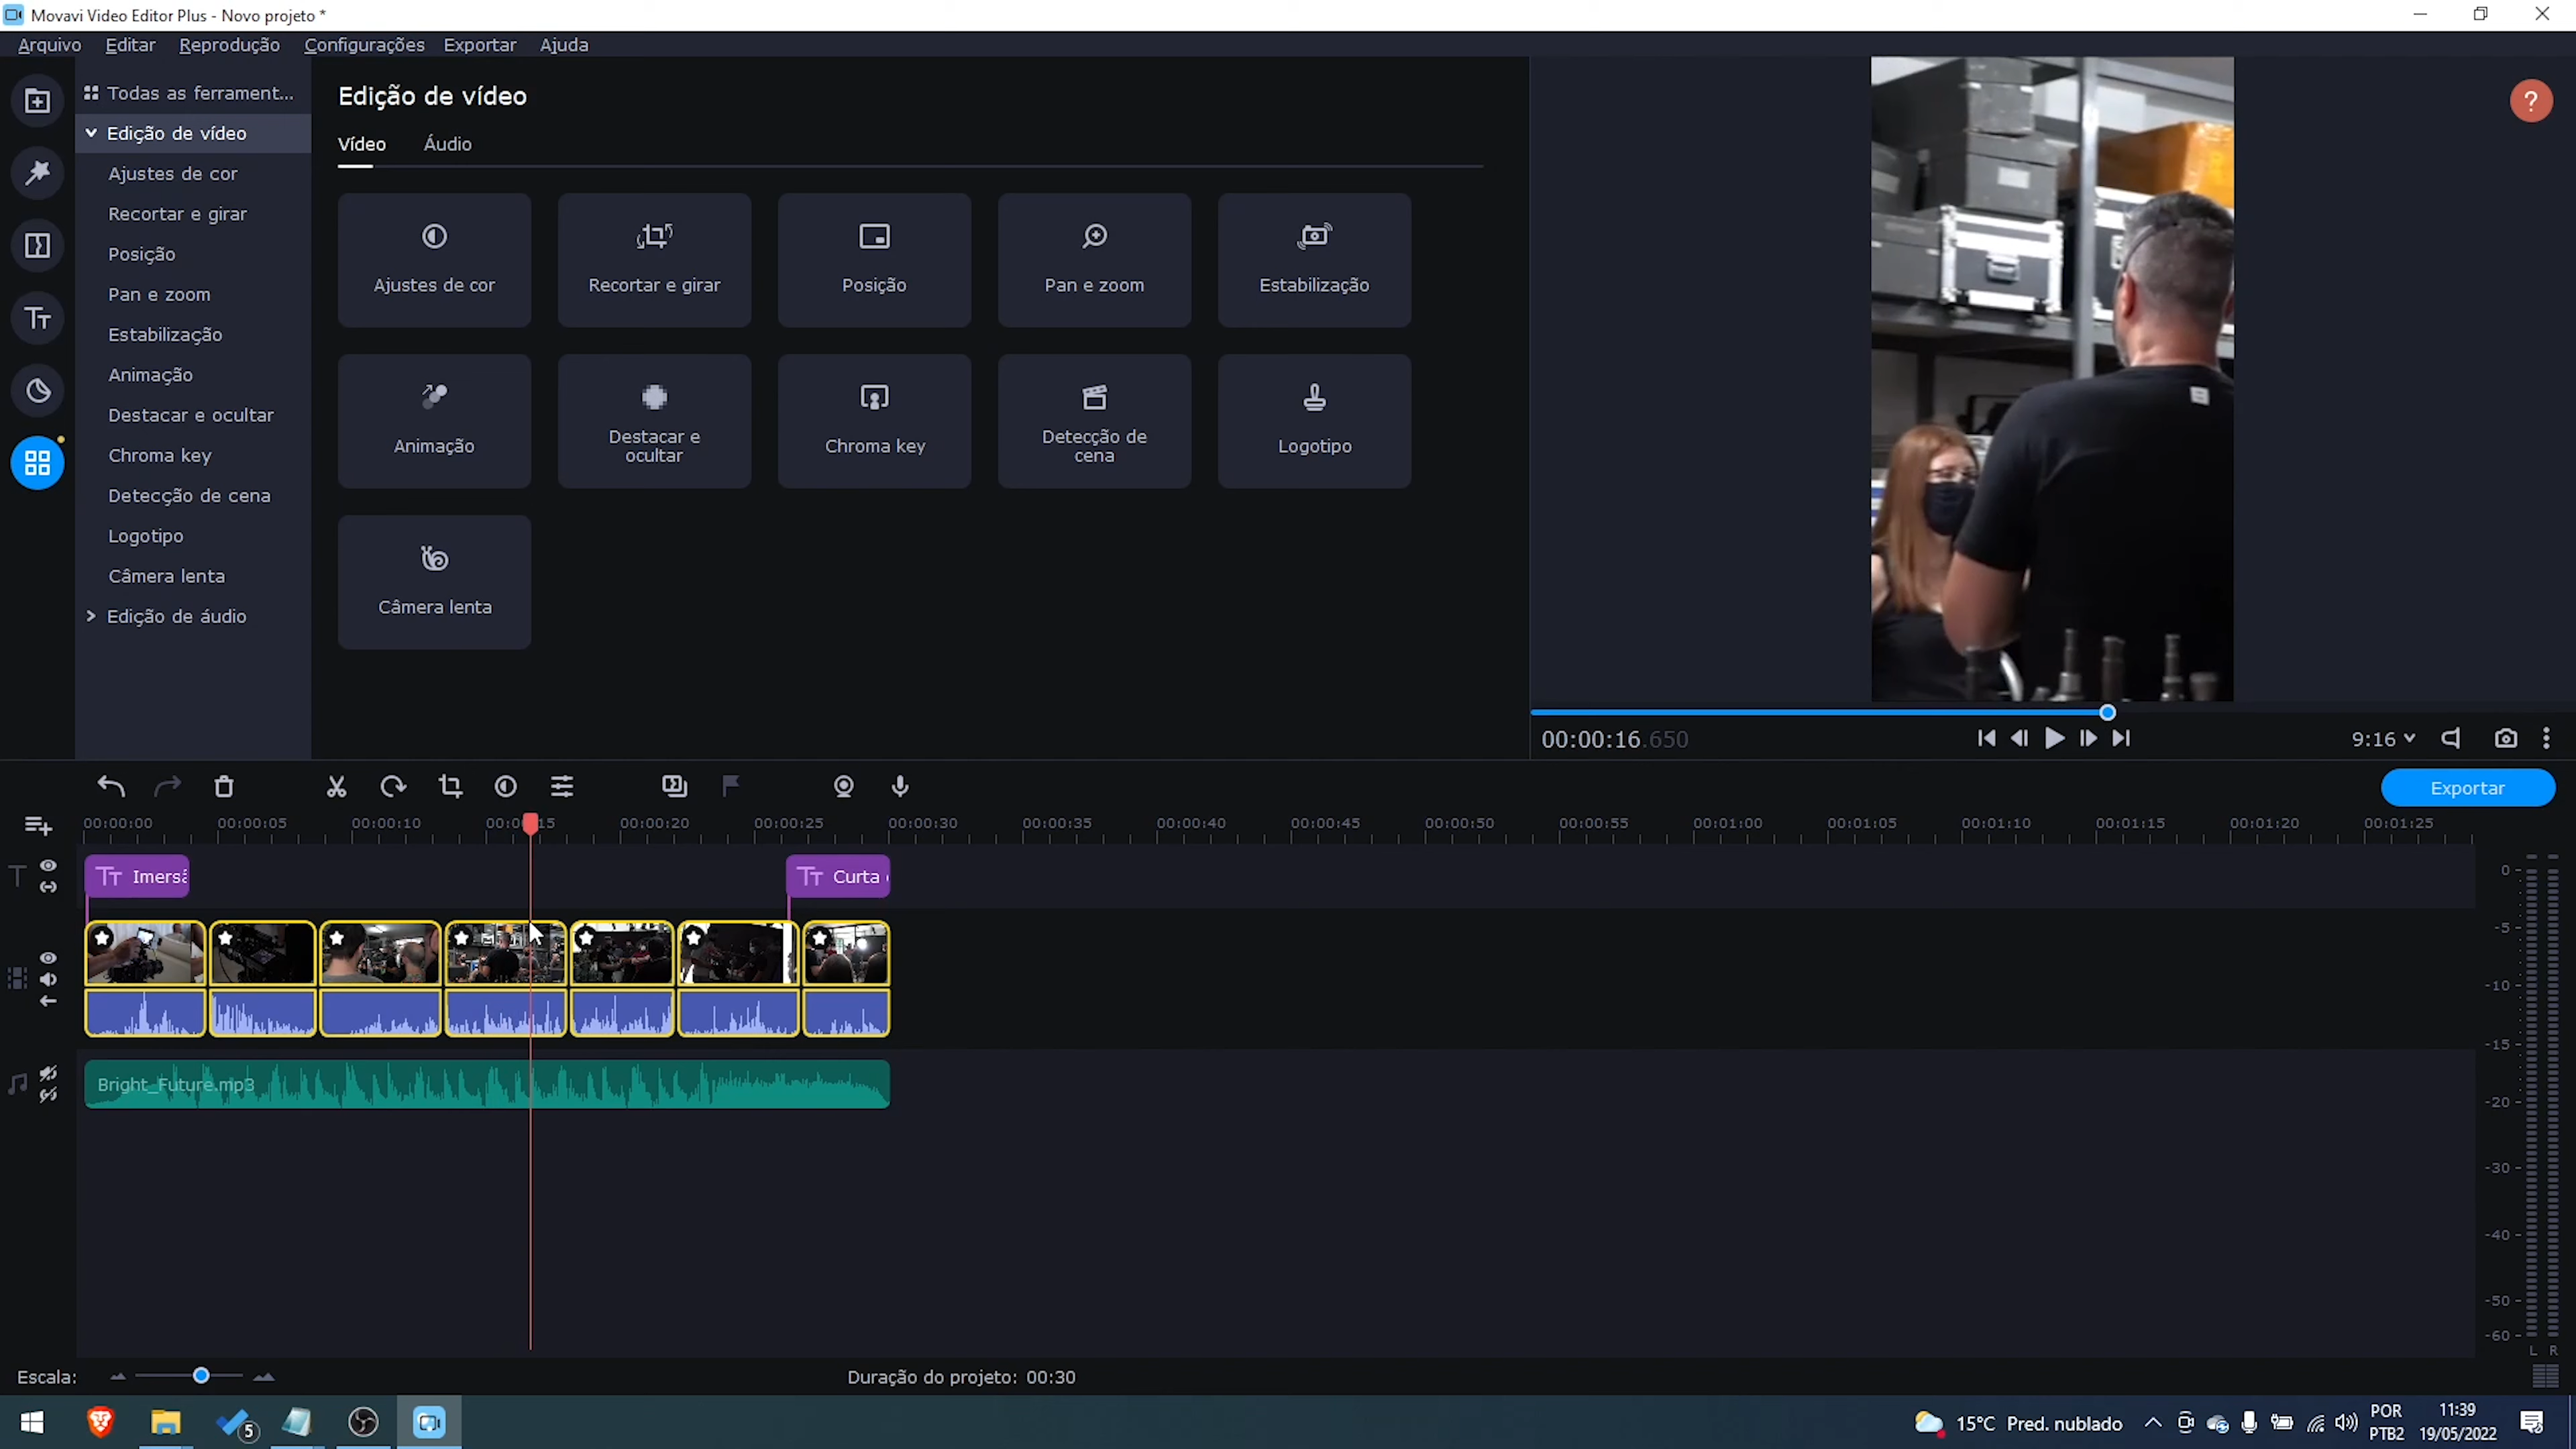 Movavi Video Editor Plus - Novo projeto *
Arquivo Editar Reprodução Configurações Exportar Ajuda
Todas as ferrament...
Edição de vídeo
Ajustes de cor
Recortar e girar
Posição
Pan e zoom
Estabilização
Animação
Destacar e ocultar
Chroma key
Detecção de cena
Logotipo
Câmera lenta
Edição de áudio
Edição de vídeo
Vídeo Áudio
Ajustes de cor
Recortar e girar
Posição
Pan e zoom
Estabilização
Animação
Destacar e
ocultar
Chroma key
Detecção de
cena
Logotipo
Câmera lenta
?
00:00:16.650
9:16
Exportar
00:00:00 00:00:05 00:00:10 00:00:15 00:00:20 00:00:25 00:00:30 00:00:35 00:00:40 00:00:45 00:00:50 00:00:55 00:01:00 00:01:05 00:01:10 00:01:15 00:01:20 00:01:25
Tт Imersã
Tт Curta
Bright_Future.mp3
0
-5
-10
-15
-20
-30
-40
-50
-60
L R
Escala:
Duração do projeto: 00:30
5
15°C Pred. nublado
POR
PTB2
11:39
19/05/2022